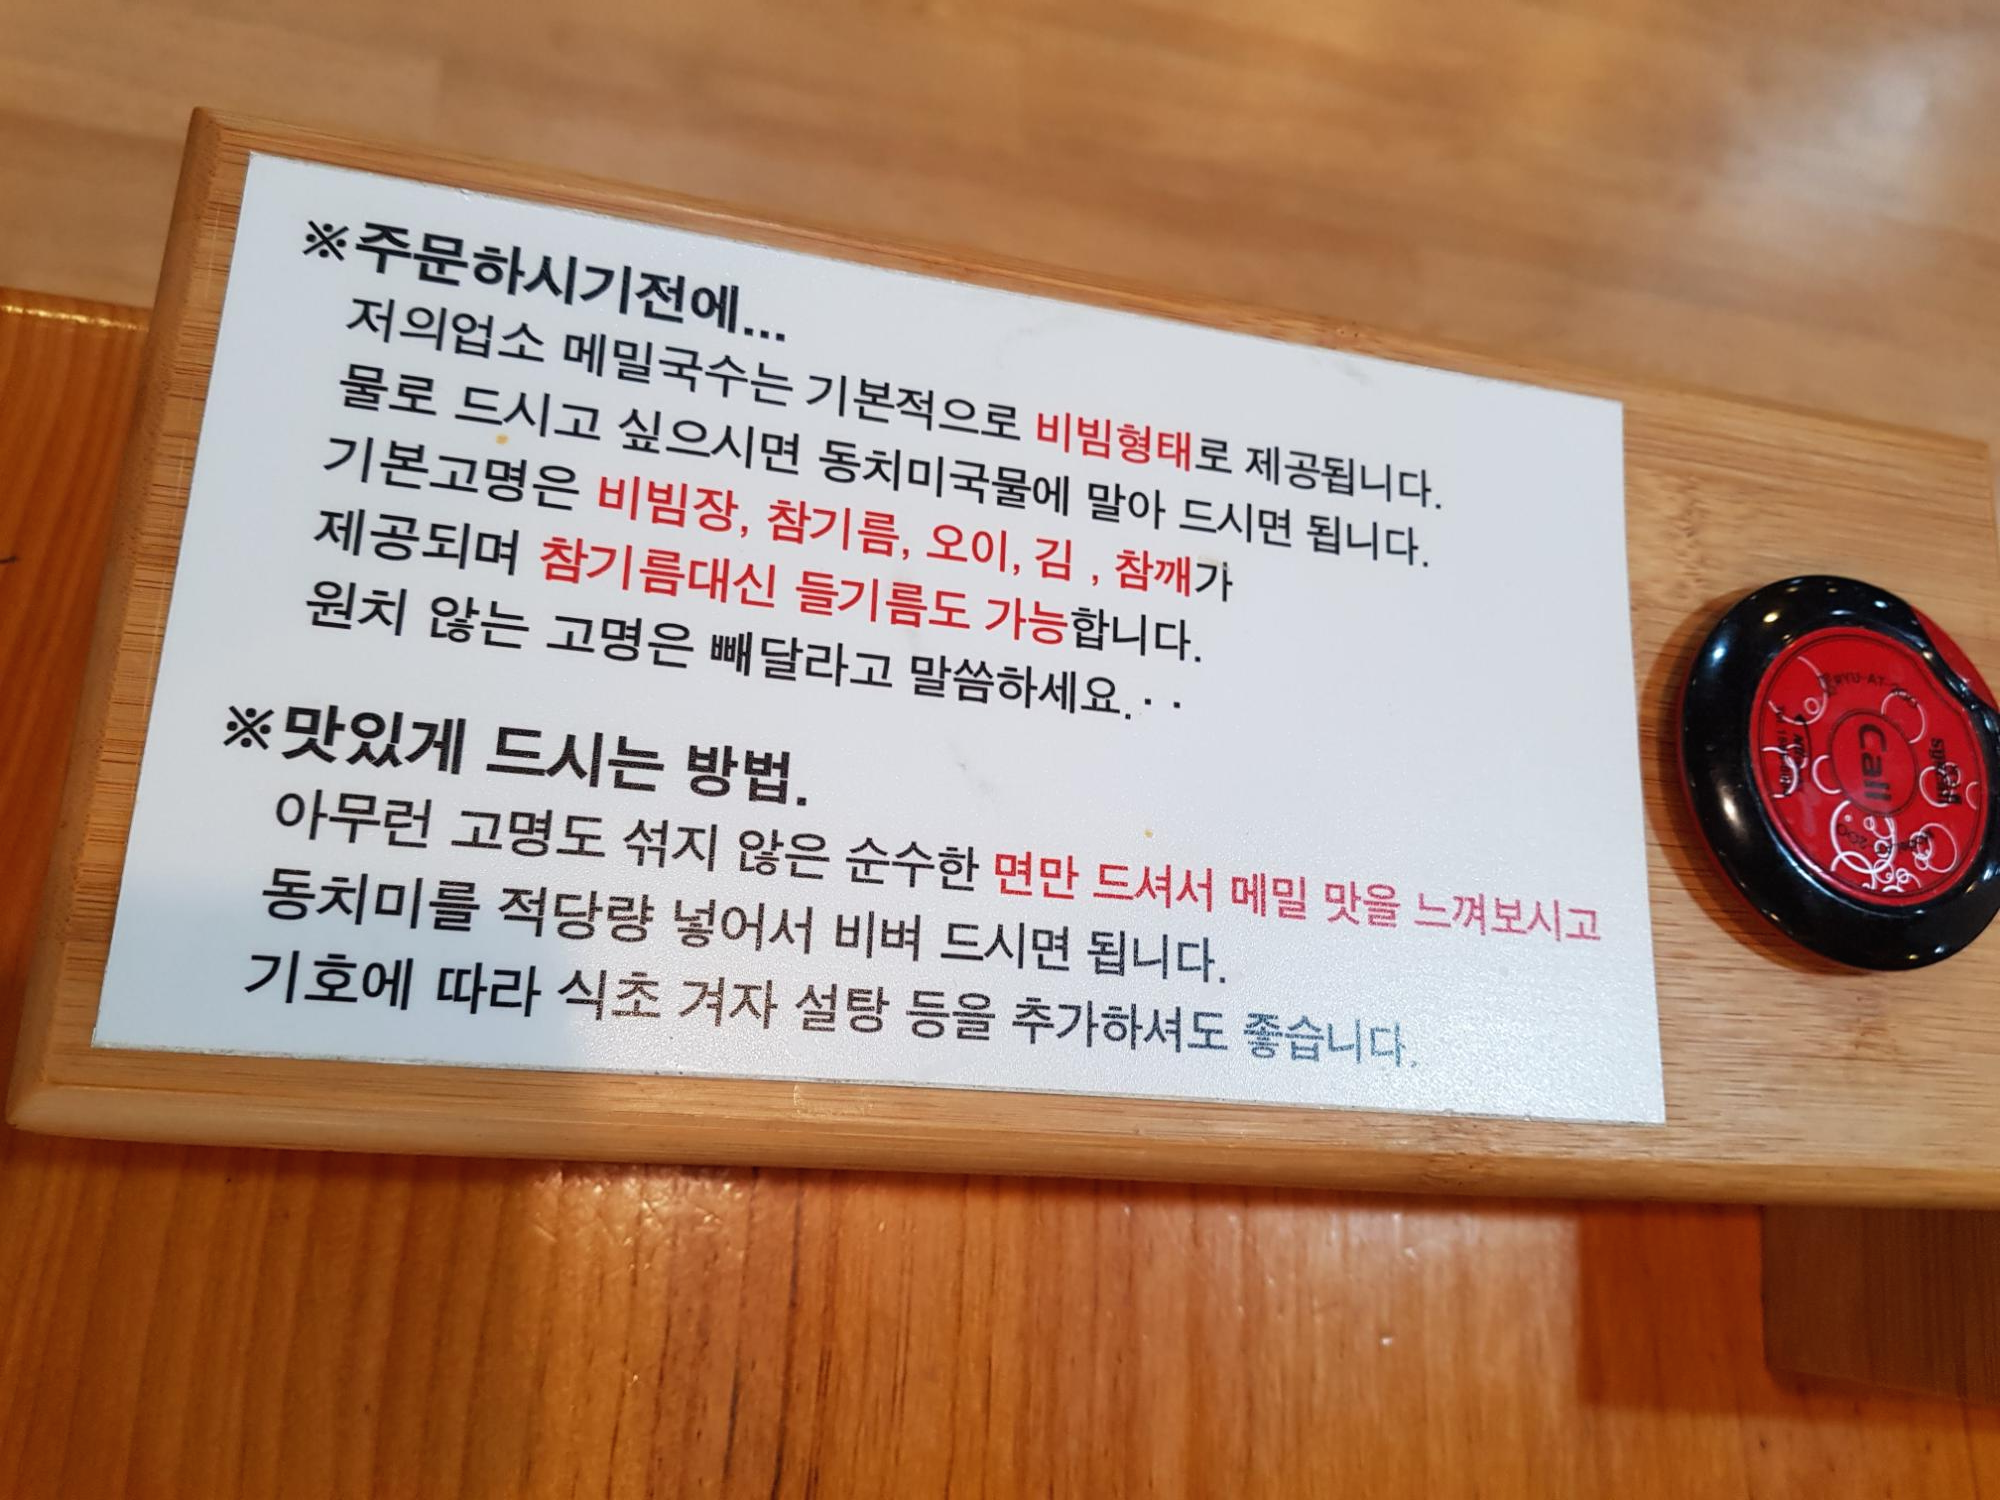 ※주문하시기전에...
저의업소 메밀국수는 기본적으로 비빔형태로 제공됩니다.
물로 드시고 싶으시면 동치미국물에 말아 드시면 됩니다.
기본고명은 비빔장, 참기름, 오이, 김 , 참깨가
제공되며 참기름대신 들기름도 가능합니다.
원치 않는 고명은 빼달라고 말씀하세요. · ·
※맛있게 드시는 방법.
아무런 고명도 섞지 않은 순수한 면만 드셔서 메밀 맛을 느껴보시고
동치미를 적당량 넣어서 비벼 드시면 됩니다.
기호에 따라 식초 겨자 설탕 등을 추가하셔도 좋습니다.
Call